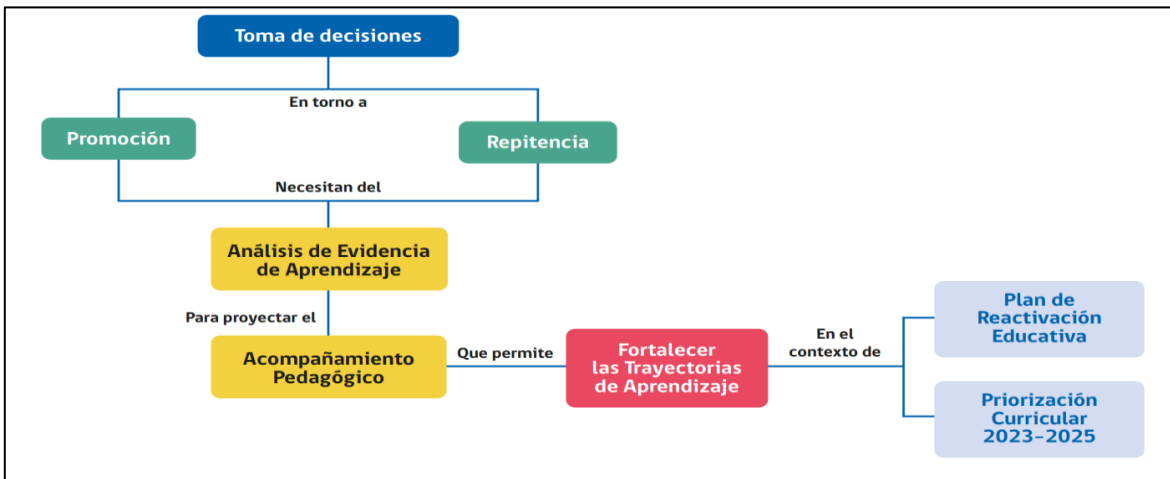 Toma de decisiones
En torno a
Promoción
Repitencia
Necesitan del
Análisis de Evidencia
de Aprendizaje
Para proyectar el
Acompañamiento
Pedagógico
Que permite
Fortalecer
las Trayectorias
de Aprendizaje
En el
contexto de
Plan de
Reactivación
Educativa
Priorización
Curricular
2023–2025